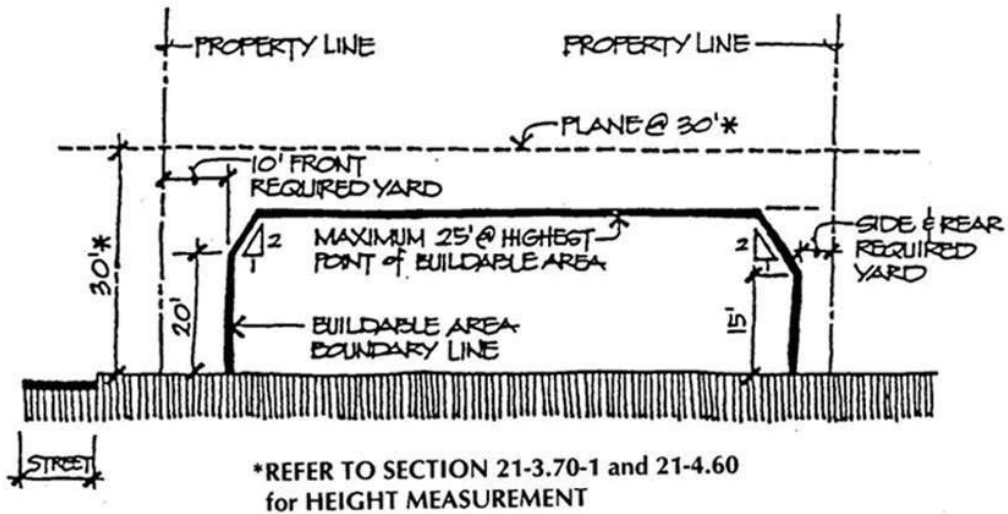 PROPERTY LINE
PROPERTY LINE
PLANE @ 30'*
10' FRONT
REQUIRED YARD
MAXIMUM 25' @ HIGHEST
POINT of BUILDABLE AREA
2
1
2
1
SIDE & REAR
REQUIRED
YARD
30'*
20'
15'
BUILDABLE AREA
BOUNDARY LINE
STREET
*REFER TO SECTION 21-3.70-1 and 21-4.60
for HEIGHT MEASUREMENT